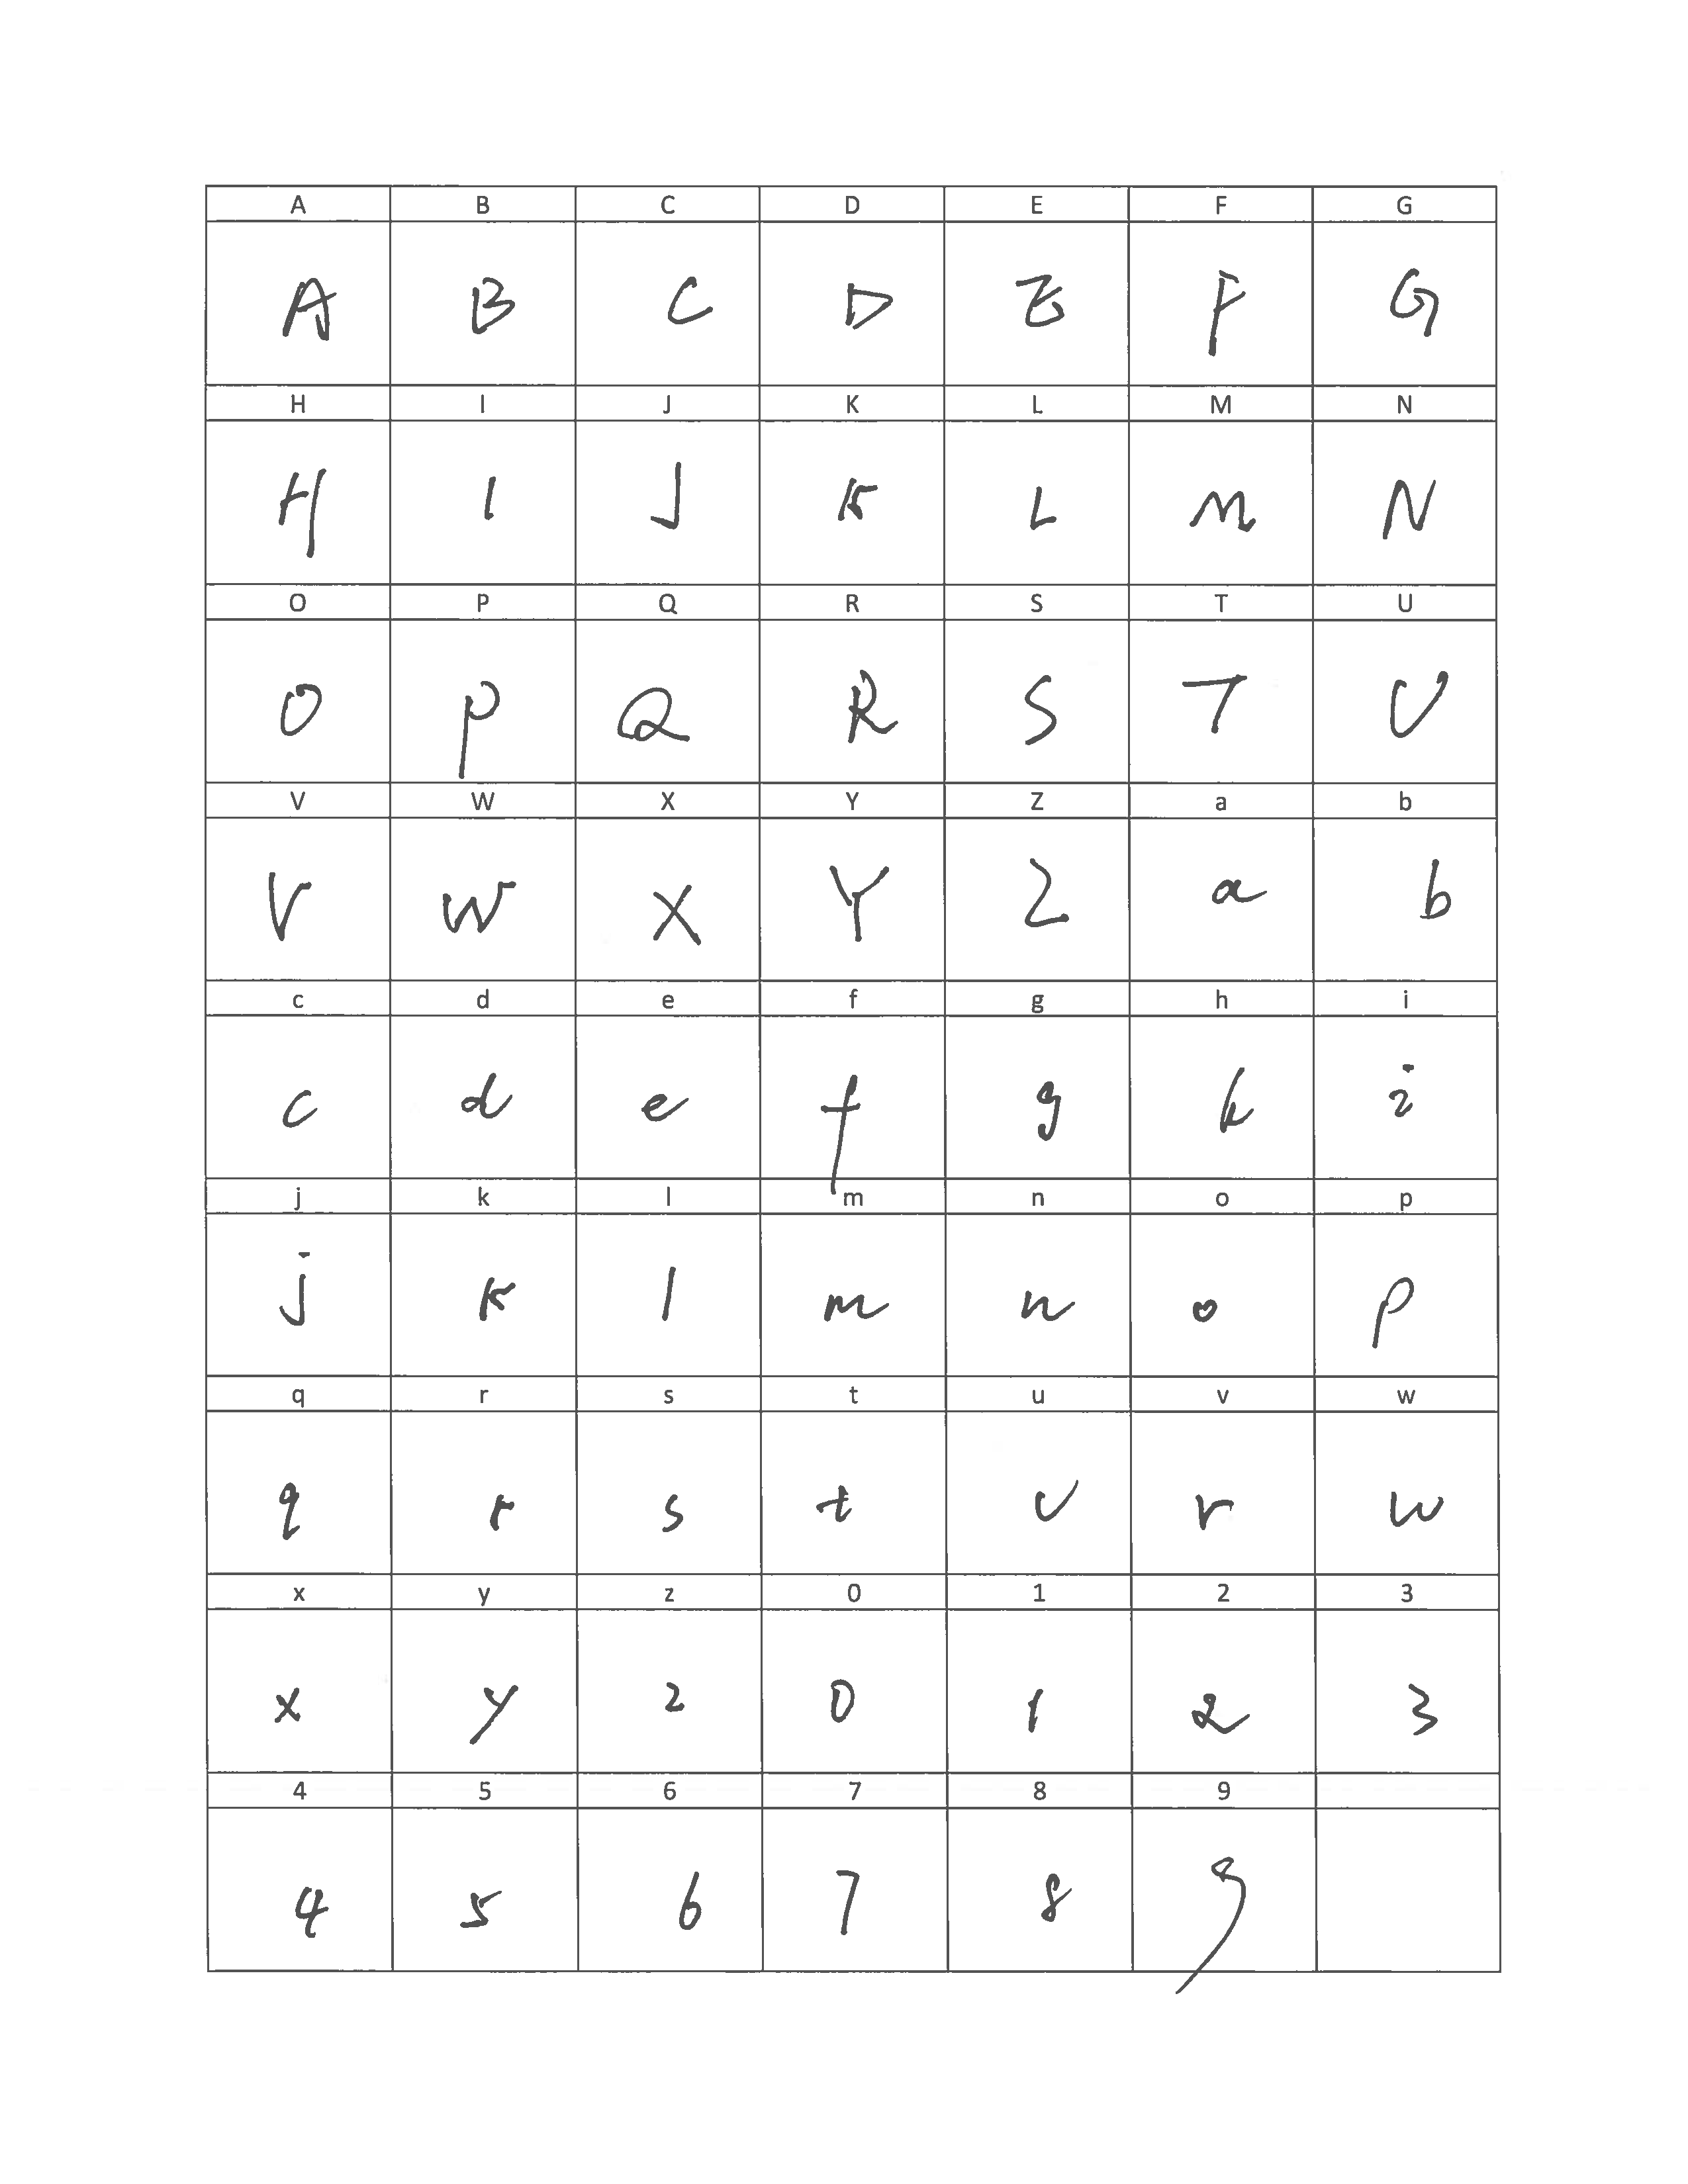 A B C D E F G
A B C D E F G
H I J K L M N
H I J K L M N
O P Q R S T U
O P Q R S T U
V W X Y Z a b
V W X Y Z a b
c d e f g h i
c d e f g h i
j k l m n o p
j k l m n o p
q r s t u v w
q r s t u v w
x y z 0 1 2 3
x y z 0 1 2 3
4 5 6 7 8 9
4 5 6 7 8 9